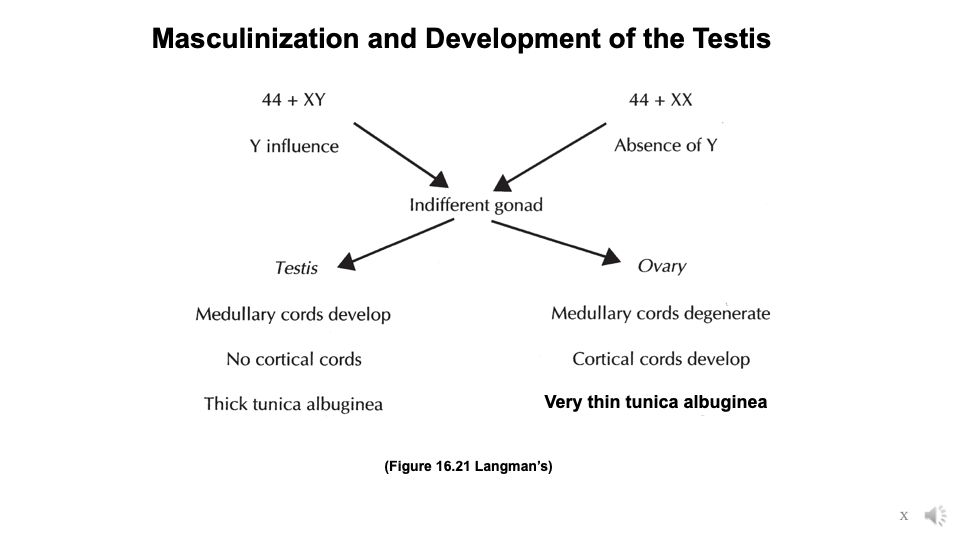 Masculinization and Development of the Testis
44 + XY
44 + XX
Y influence
Absence of Y
Indifferent gonad
Testis
Ovary
Medullary cords develop
Medullary cords degenerate
No cortical cords
Cortical cords develop
Thick tunica albuginea
Very thin tunica albuginea
(Figure 16.21 Langman's)
X